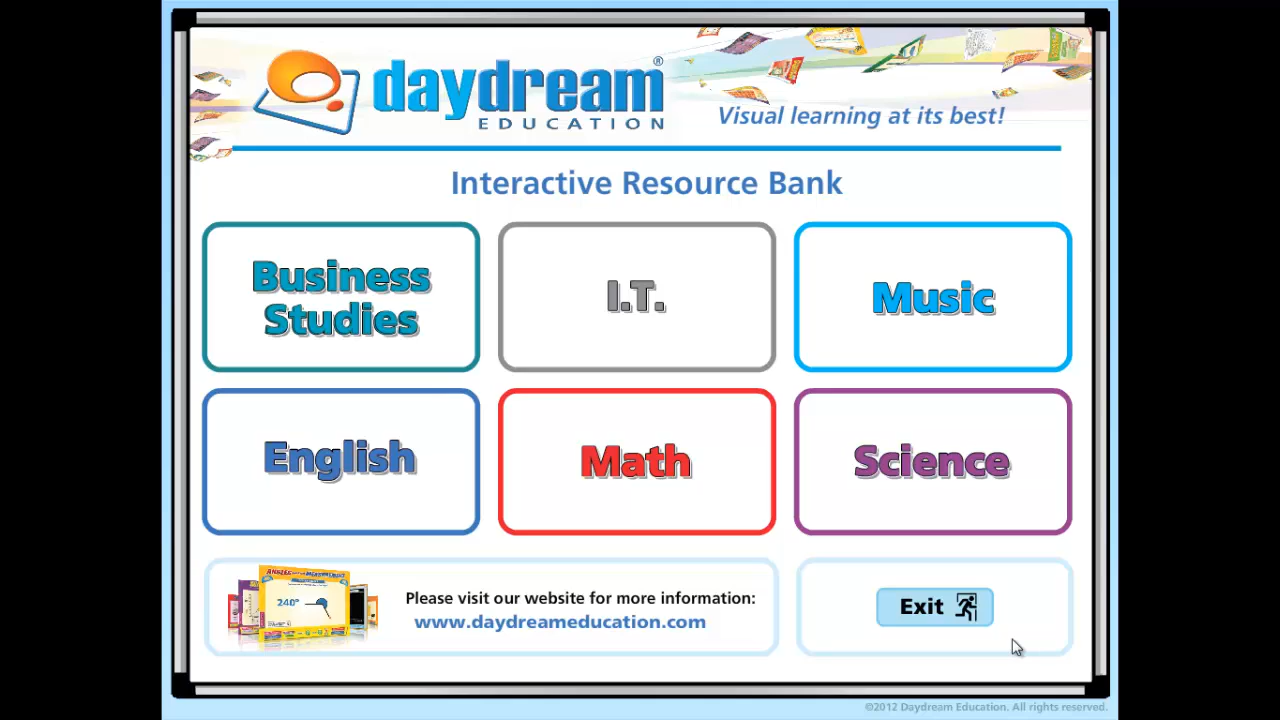 daydream®
EDUCATION
Visual learning at its best!
Interactive Resource Bank
Business
Studies
I.T.
Music
English
Math
Science
240°
Please visit our website for more information:
www.daydreameducation.com
Exit
©2012 Daydream Education. All rights reserved.